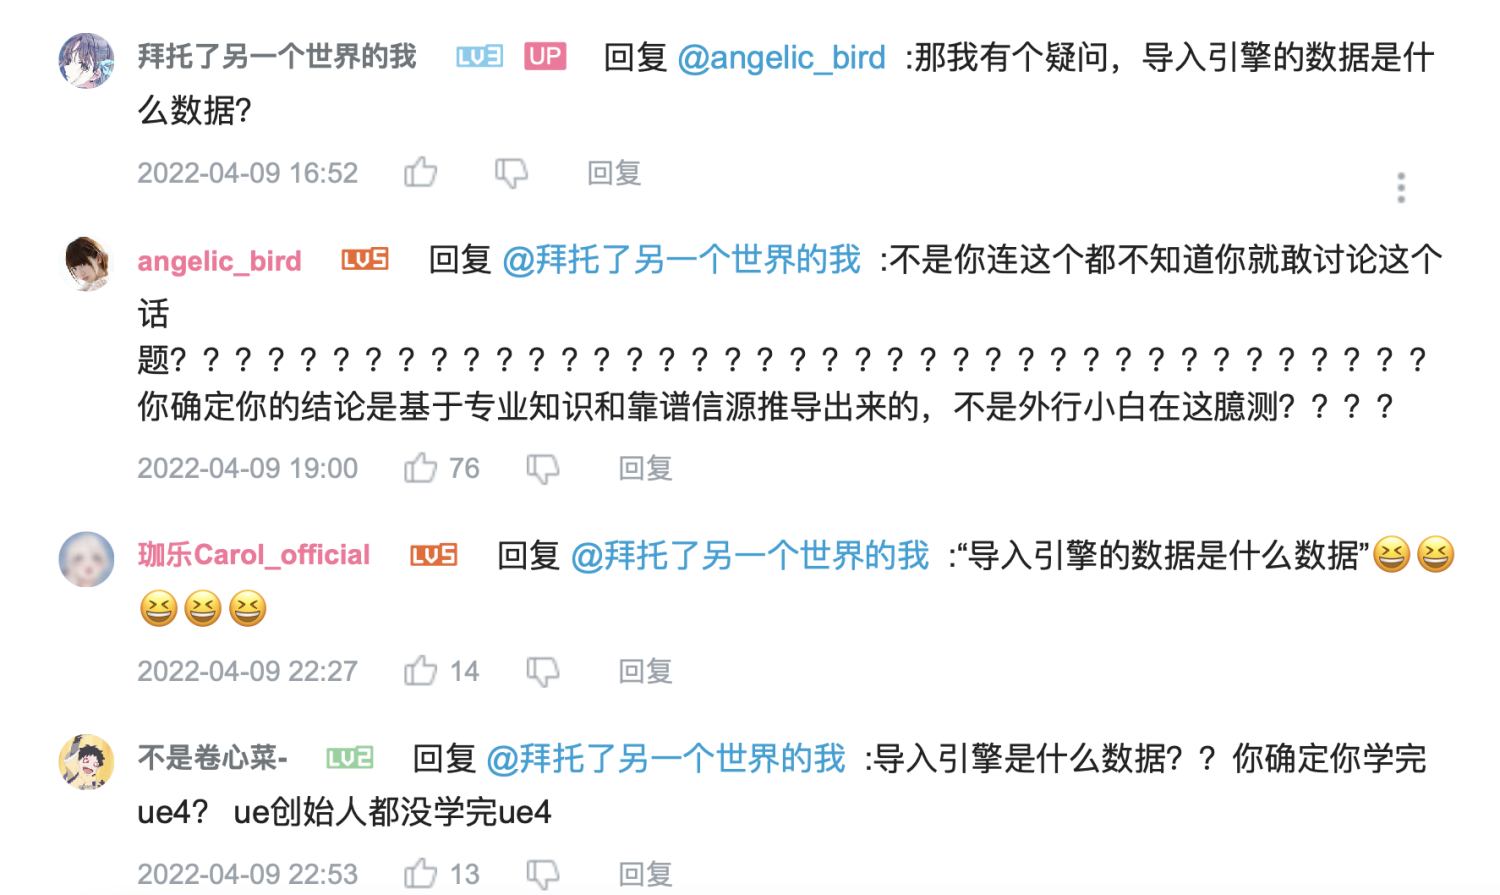 拜托了另一个世界的我 LV3 UP 回复 @angelic_bird :那我有个疑问，导入引擎的数据是什
么数据？
2022-04-09 16:52 回复
angelic_bird LV5 回复 @拜托了另一个世界的我 :不是你连这个都不知道你就敢讨论这个
话
题？？？？？？？？？？？？？？？？？？？？？？？？？？？？？？？？？？？？？？？
你确定你的结论是基于专业知识和靠谱信源推导出来的，不是外行小白在这臆测？？？？
2022-04-09 19:00 76 回复
珈乐Carol_official LV5 回复 @拜托了另一个世界的我 :“导入引擎的数据是什么数据”😆😆
😆😆😆
2022-04-09 22:27 14 回复
不是卷心菜- LV2 回复 @拜托了另一个世界的我 :导入引擎是什么数据？？你确定你学完
ue4？ ue创始人都没学完ue4
2022-04-09 22:53 13 回复